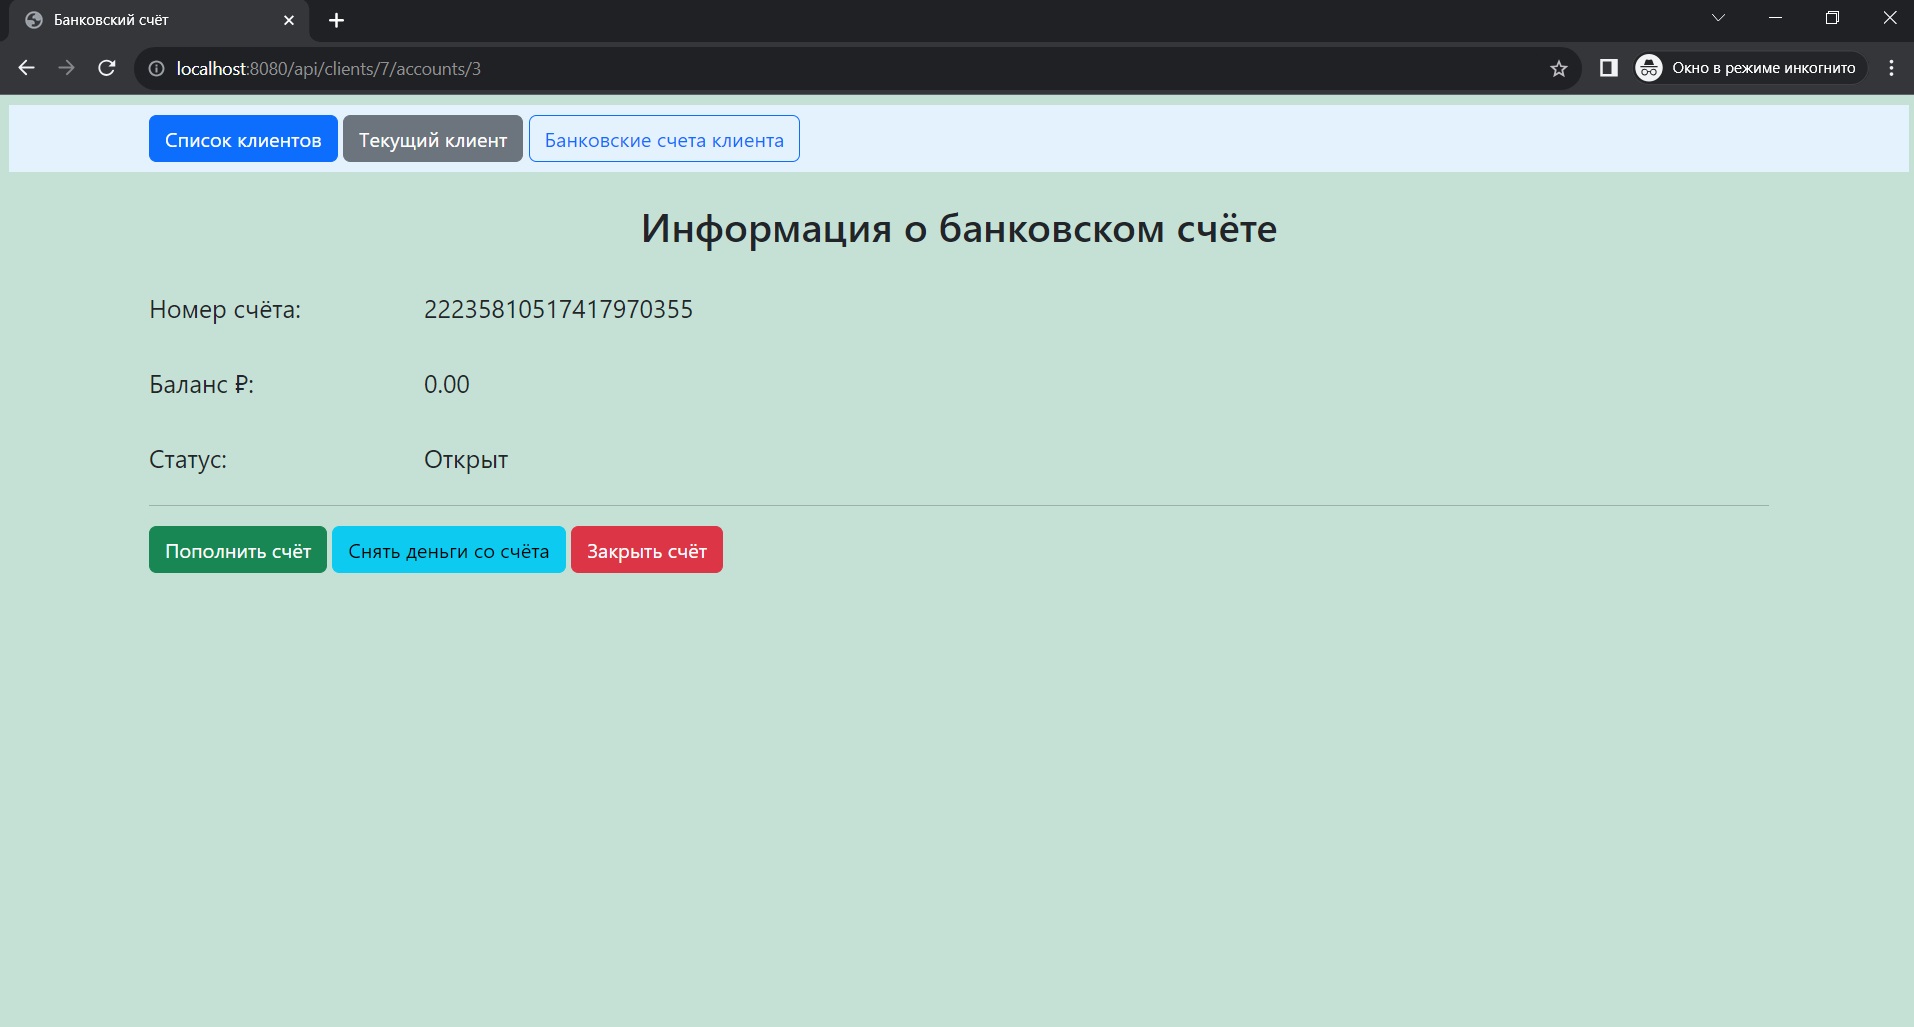 Банковский счёт
localhost:8080/api/clients/7/accounts/3
Окно в режиме инкогнито
Список клиентов Текущий клиент Банковские счета клиента
Информация о банковском счёте
Номер счёта: 22235810517417970355
Баланс ₽: 0.00
Статус: Открыт
Пополнить счёт Снять деньги со счёта Закрыть счёт